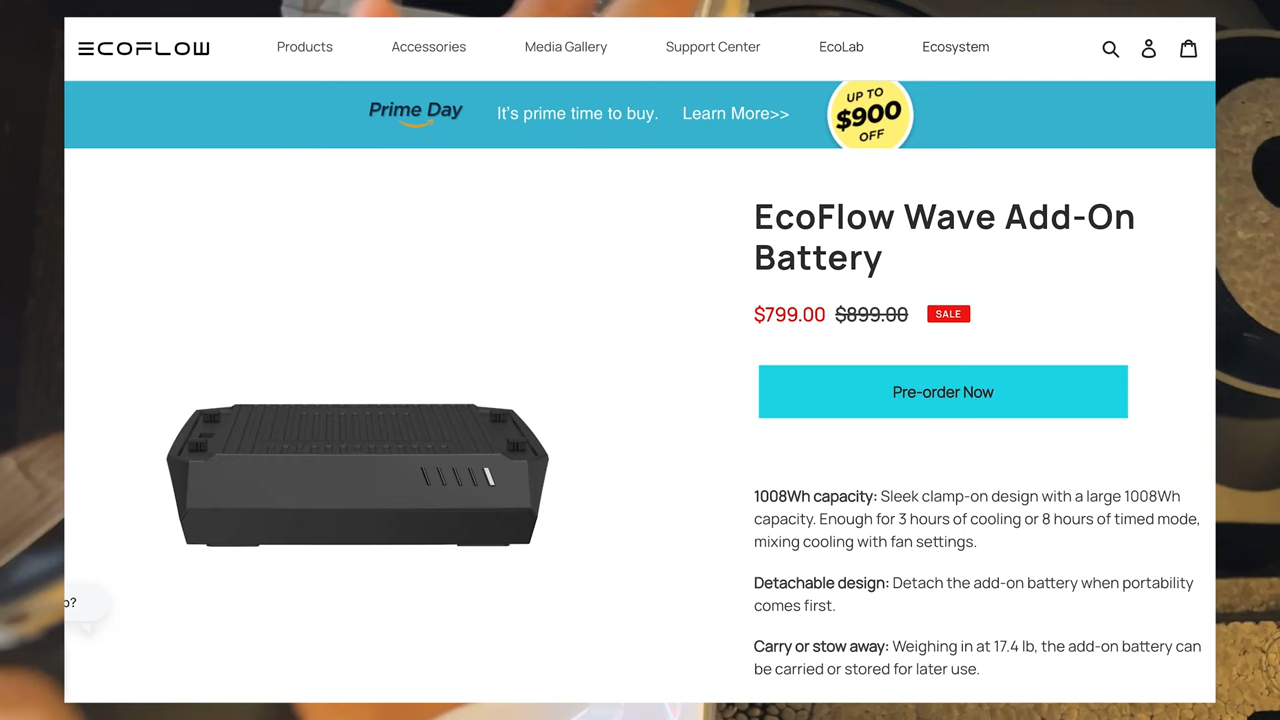 ECOFLOW
Products Accessories Media Gallery Support Center EcoLab Ecosystem
Prime Day It's prime time to buy. Learn More>>
UP TO
$900
OFF
EcoFlow Wave Add-On
Battery
$799.00 $899.00 SALE
Pre-order Now
1008Wh capacity: Sleek clamp-on design with a large 1008Wh
capacity. Enough for 3 hours of cooling or 8 hours of timed mode,
mixing cooling with fan settings.
Detachable design: Detach the add-on battery when portability
comes first.
Carry or stow away: Weighing in at 17.4 lb, the add-on battery can
be carried or stored for later use.